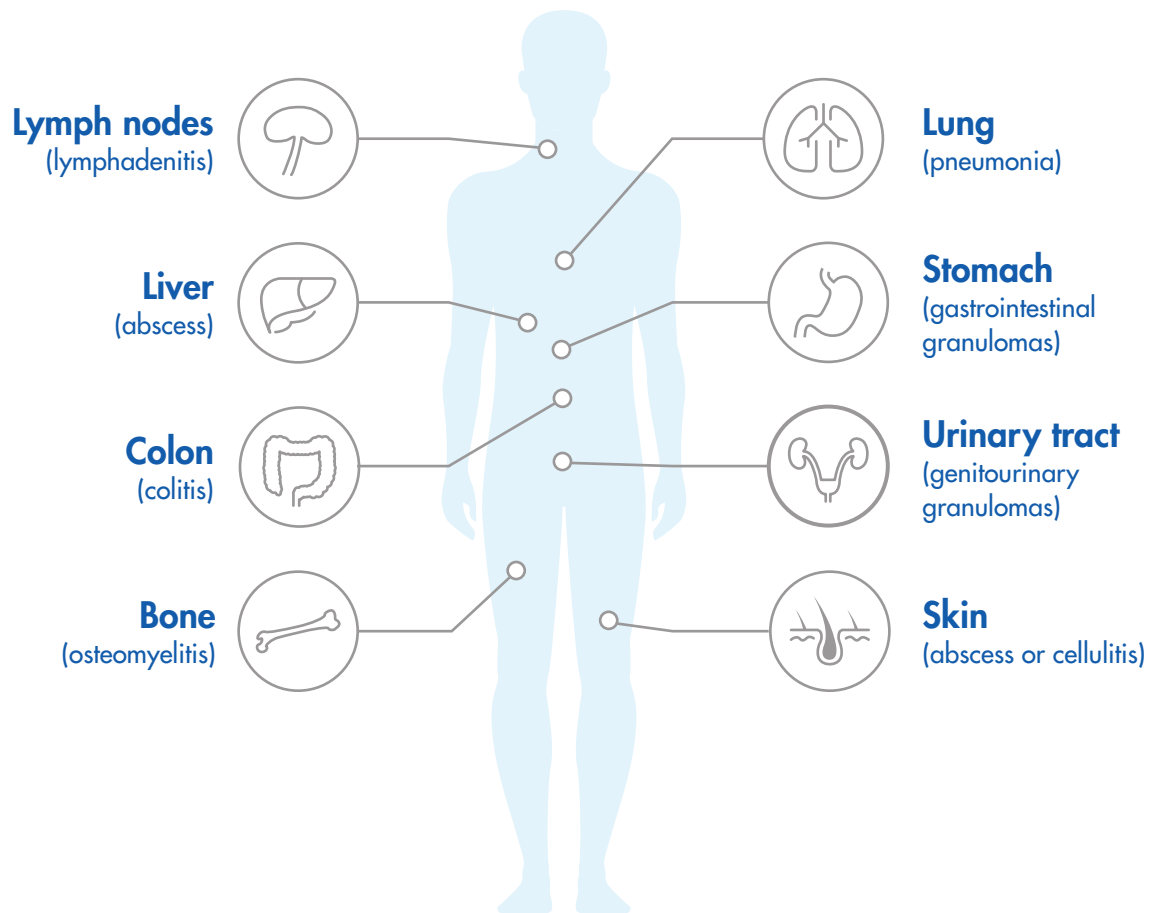 Lymph nodes
(lymphadenitis)
Liver
(abscess)
Colon
(colitis)
Bone
(osteomyelitis)
Lung
(pneumonia)
Stomach
(gastrointestinal
granulomas)
Urinary tract
(genitourinary
granulomas)
Skin
(abscess or cellulitis)